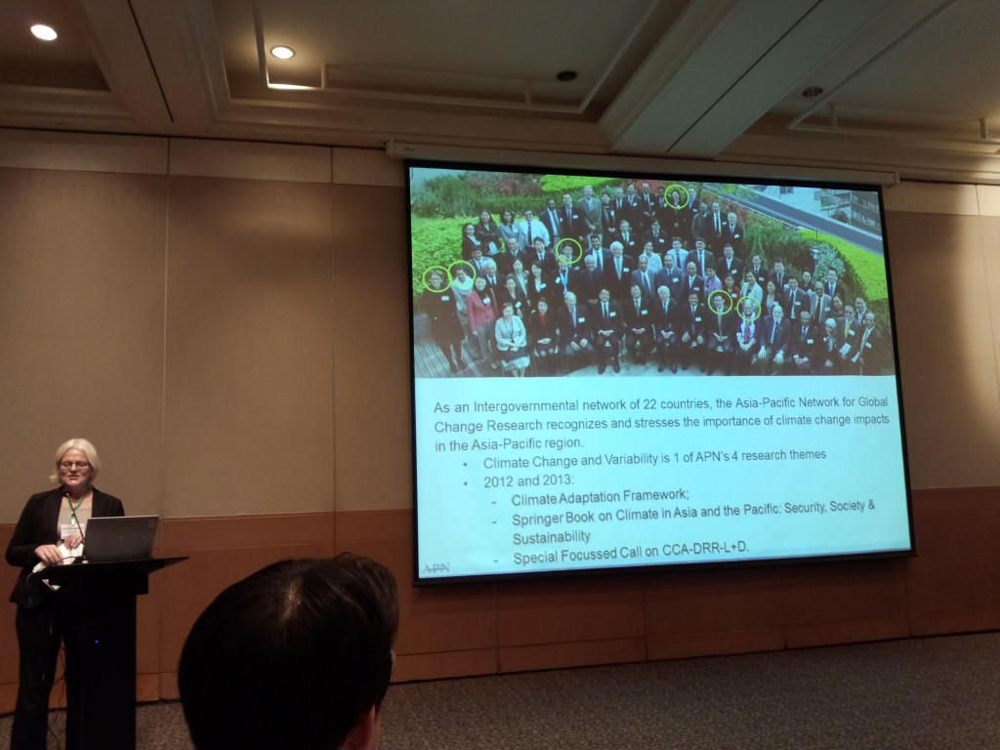 As an Intergovernmental network of 22 countries, the Asia-Pacific Network for Global
Change Research recognizes and stresses the importance of climate change impacts
in the Asia-Pacific region.
• Climate Change and Variability is 1 of APN's 4 research themes
• 2012 and 2013:
- Climate Adaptation Framework;
- Springer Book on Climate in Asia and the Pacific: Security, Society &
Sustainability
- Special Focussed Call on CCA-DRR-L+D.
APN